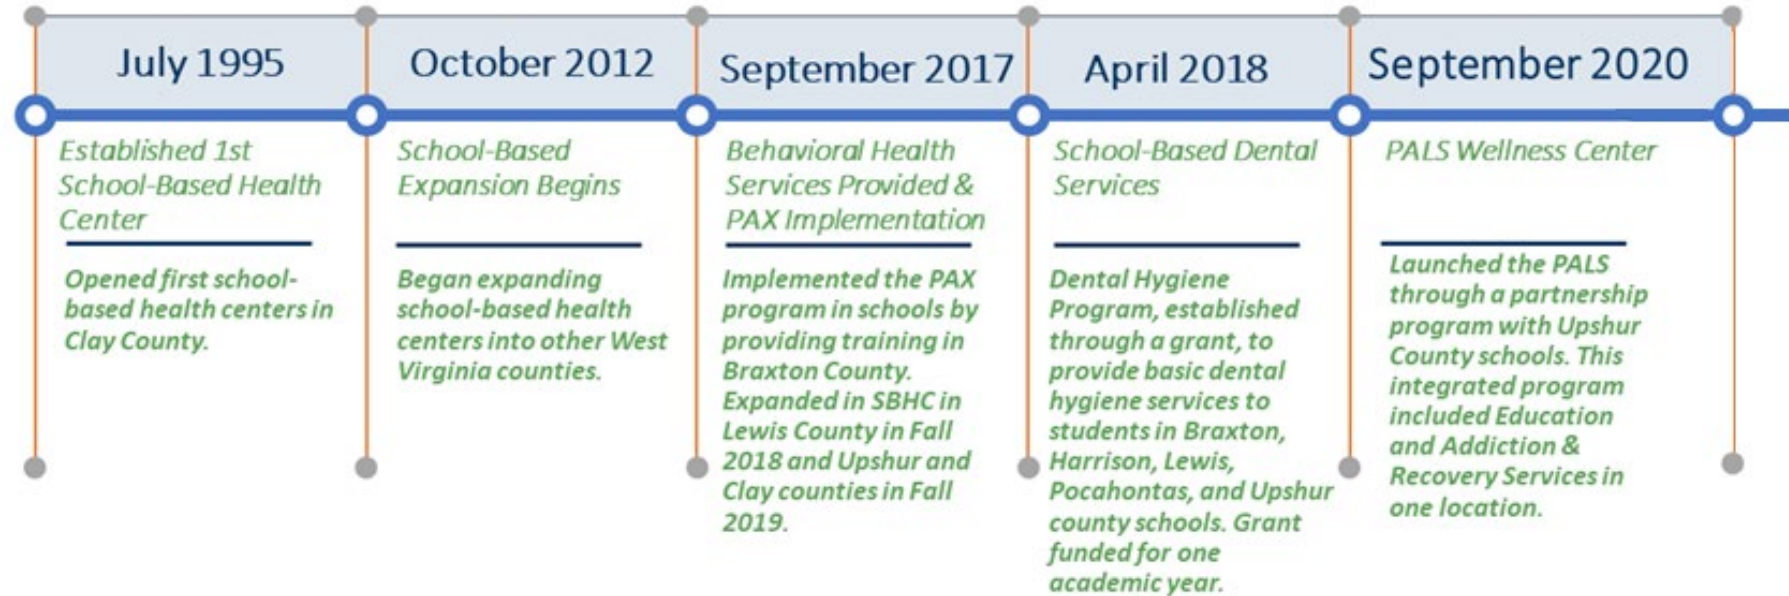 July 1995
Established 1st
School-Based Health
Center
Opened first school-
based health centers in
Clay County.
October 2012
School-Based
Expansion Begins
Began expanding
school-based health
centers into other West
Virginia counties.
September 2017
Behavioral Health
Services Provided &
PAX Implementation
Implemented the PAX
program in schools by
providing training in
Braxton County.
Expanded in SBHC in
Lewis County in Fall
2018 and Upshur and
Clay counties in Fall
2019.
April 2018
School-Based Dental
Services
Dental Hygiene
Program, established
through a grant, to
provide basic dental
hygiene services to
students in Braxton,
Harrison, Lewis,
Pocahontas, and Upshur
county schools. Grant
funded for one
academic year.
September 2020
PALS Wellness Center
Launched the PALS
through a partnership
program with Upshur
County schools. This
integrated program
included Education
and Addiction &
Recovery Services in
one location.